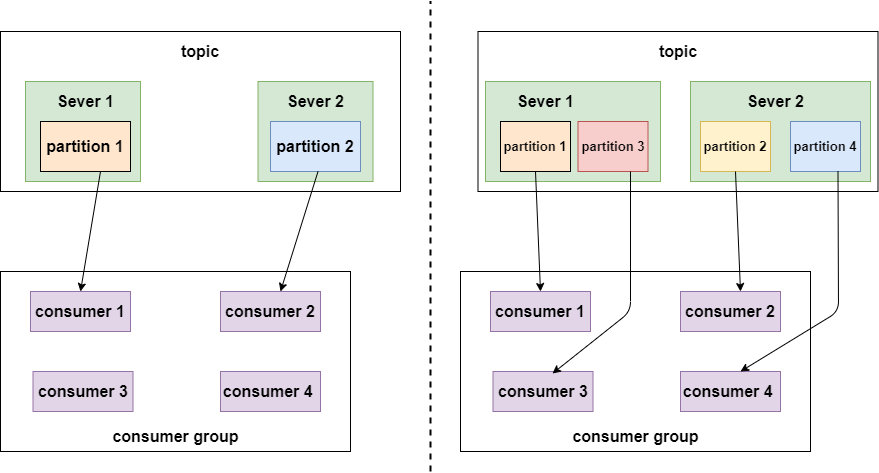 topic
Sever 1
Sever 2
partition 1
partition 2
consumer 1
consumer 2
consumer 3
consumer 4
consumer group
topic
Sever 1
Sever 2
partition 1
partition 3
partition 2
partition 4
consumer 1
consumer 2
consumer 3
consumer 4
consumer group